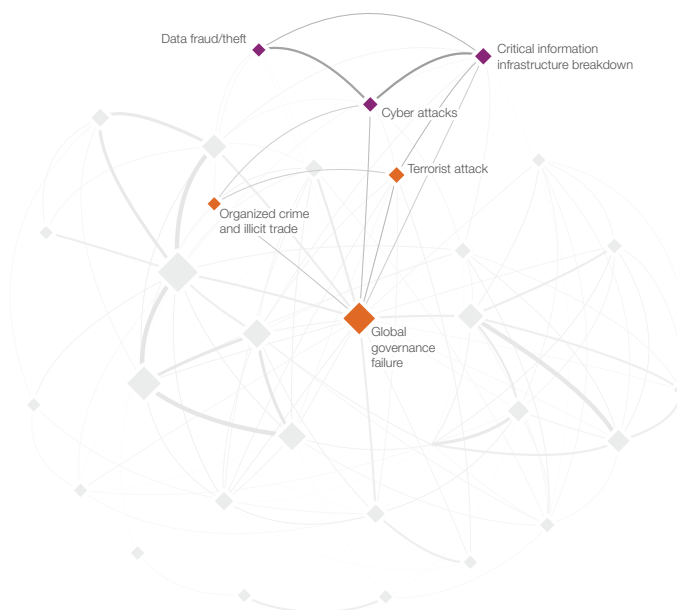 Data fraud/theft
Critical information
infrastructure breakdown
Cyber attacks
Terrorist attack
Organized crime
and illicit trade
Global
governance
failure